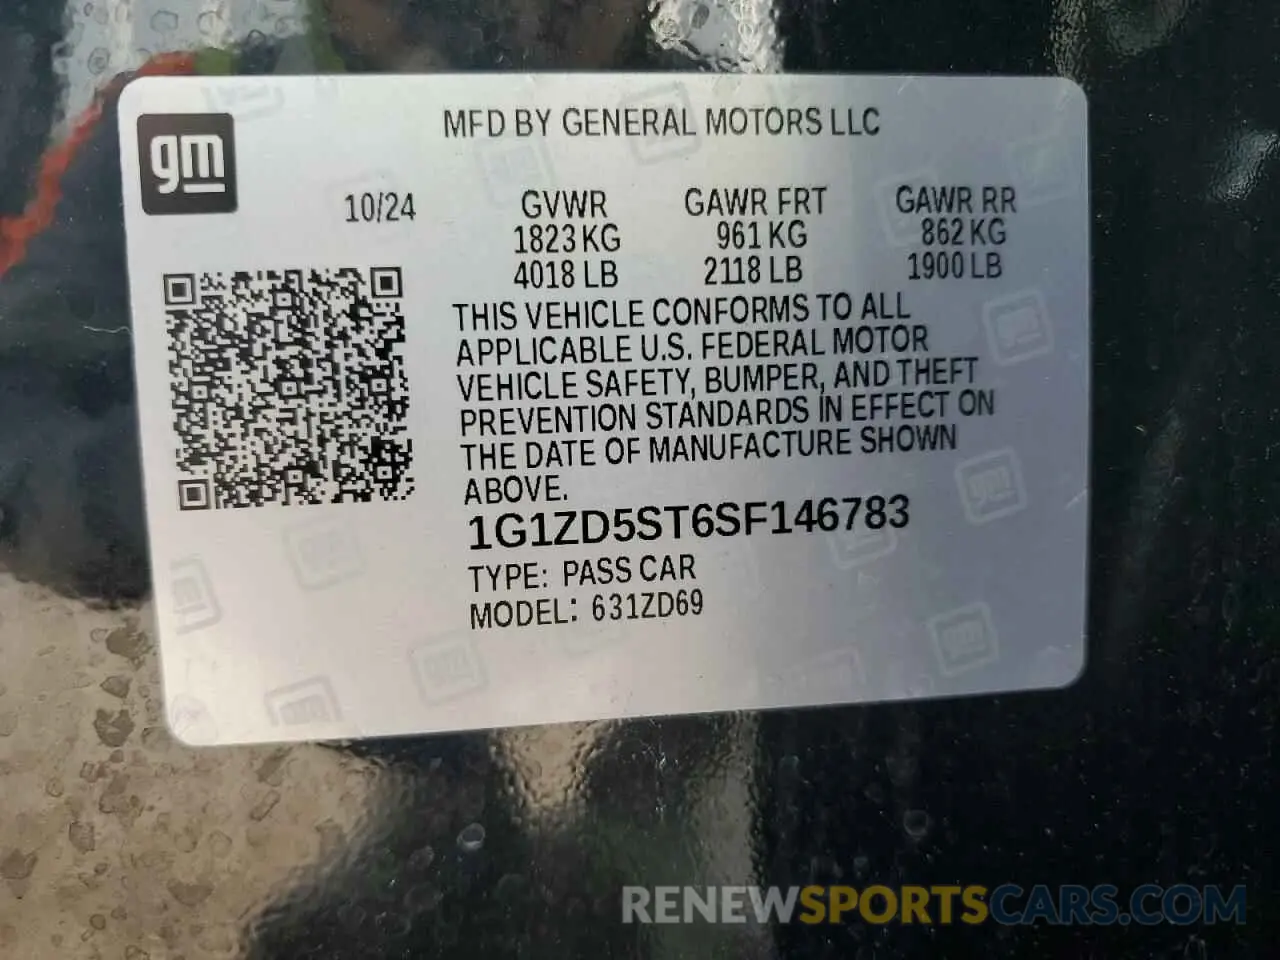 gm
MFD BY GENERAL MOTORS LLC
10/24
GVWR GAWR FRT GAWR RR
1823 KG 961 KG 862 KG
4018 LB 2118 LB 1900 LB
THIS VEHICLE CONFORMS TO ALL
APPLICABLE U.S. FEDERAL MOTOR
VEHICLE SAFETY, BUMPER, AND THEFT
PREVENTION STANDARDS IN EFFECT ON
THE DATE OF MANUFACTURE SHOWN
ABOVE.
1G1ZD5ST6SF146783
TYPE: PASS CAR
MODEL: 631ZD69
RENEWSPORTSCARS.COM